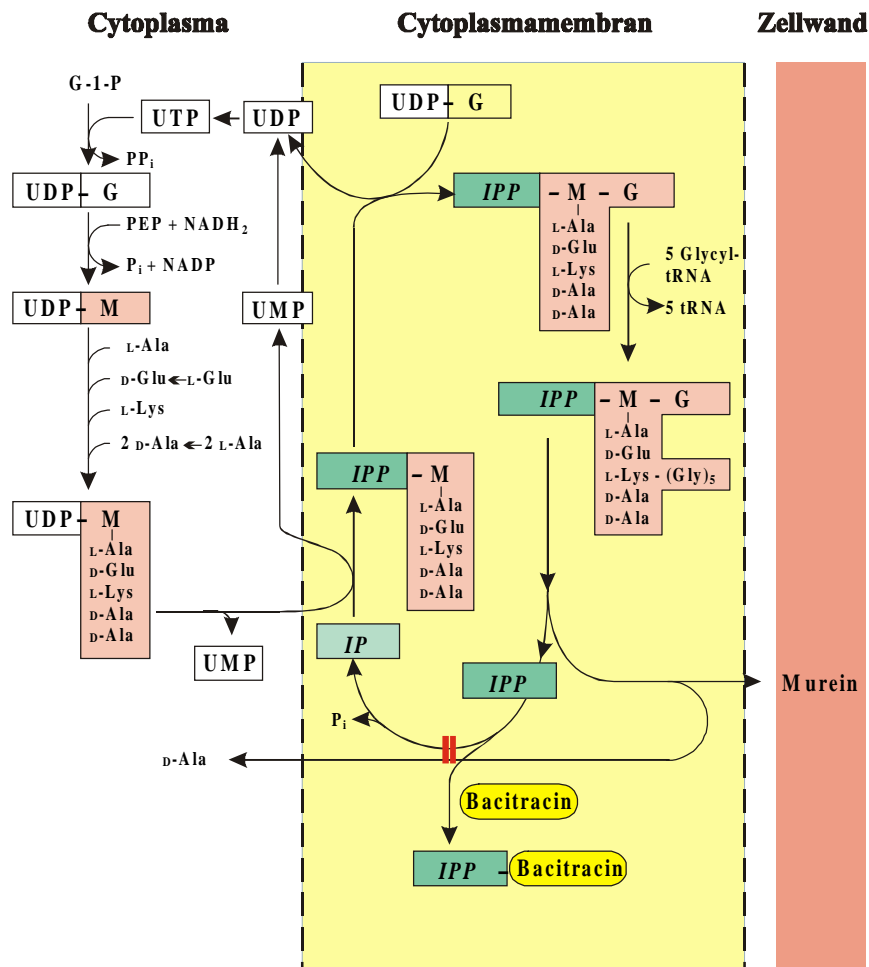 Cytoplasma
Cytoplasmamembran
Zellwand
G-1-P
UTP
UDP
PPi
UDP- G
PEP + NADH2
Pi + NADP
UDP- M
L-Ala
D-Glu ← L-Glu
L-Lys
2 D-Ala ← 2 L-Ala
UDP- M
L-Ala
D-Glu
L-Lys
D-Ala
D-Ala
UMP
UMP
D-Ala
UDP- G
IPP - M - G
L-Ala
D-Glu
L-Lys
D-Ala
D-Ala
5 Glycyl-
tRNA
5 tRNA
IPP - M - G
L-Ala
D-Glu
L-Lys - (Gly)5
D-Ala
D-Ala
IPP - M
L-Ala
D-Glu
L-Lys
D-Ala
D-Ala
IP
IPP
Pi
Bacitracin
IPP - Bacitracin
Murein